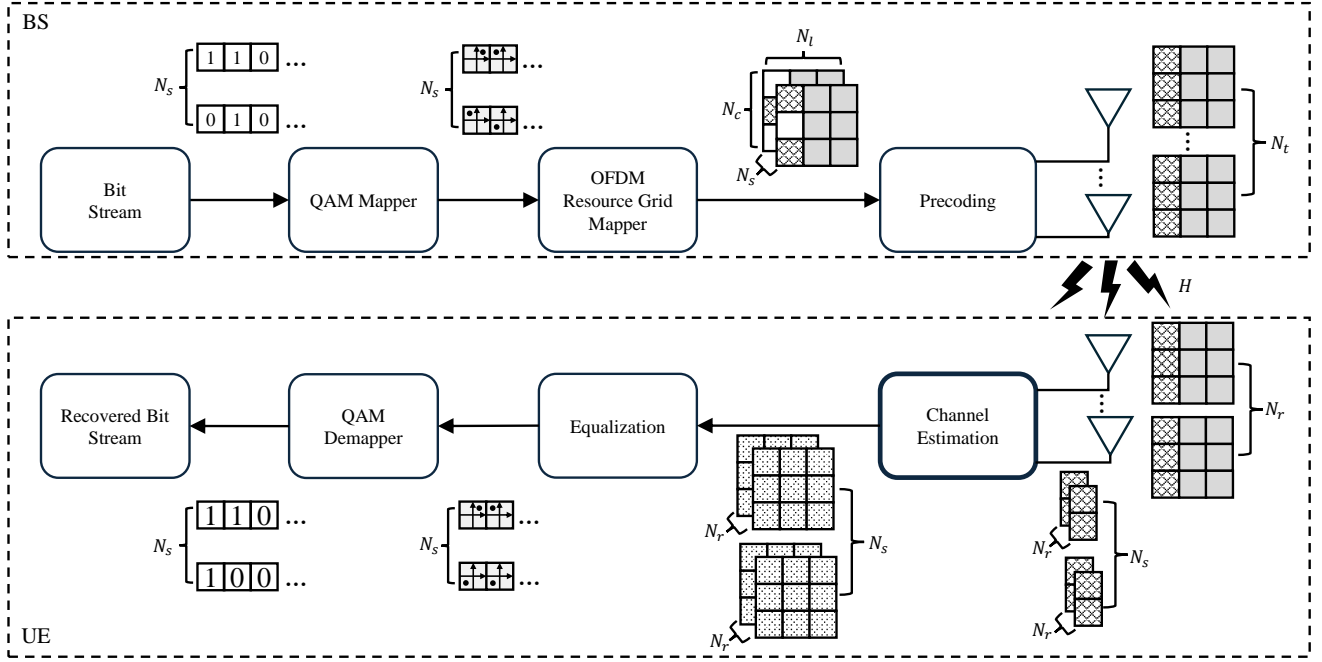 BS
N_s
1 1 0 ...
0 1 0 ...
N_s
...
...
N_l
N_c
N_s
N_t
Bit
Stream
QAM Mapper
OFDM
Resource Grid
Mapper
Precoding
H
Recovered Bit
Stream
QAM
Demapper
Equalization
Channel
Estimation
N_r
N_s
1 1 0 ...
1 0 0 ...
N_s
...
...
N_r
N_s
N_r
N_r
N_s
N_r
UE